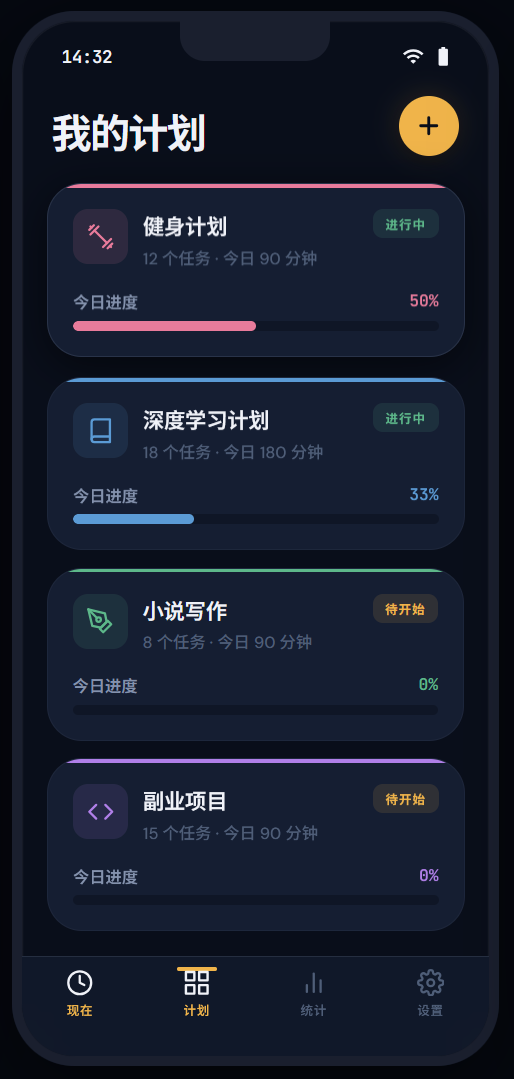 14:32
我的计划
健身计划
进行中
12 个任务 · 今日 90 分钟
今日进度
50%
深度学习计划
进行中
18 个任务 · 今日 180 分钟
今日进度
33%
小说写作
待开始
8 个任务 · 今日 90 分钟
今日进度
0%
副业项目
待开始
15 个任务 · 今日 90 分钟
今日进度
0%
现在
计划
统计
设置